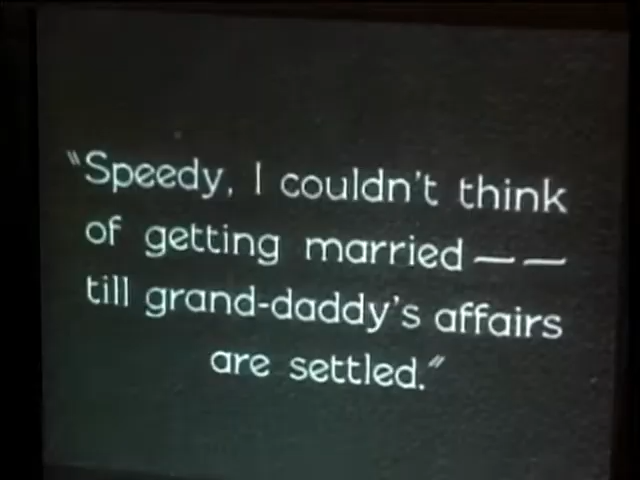 "Speedy, I couldn't think
of getting married — —
till grand-daddy's affairs
are settled."